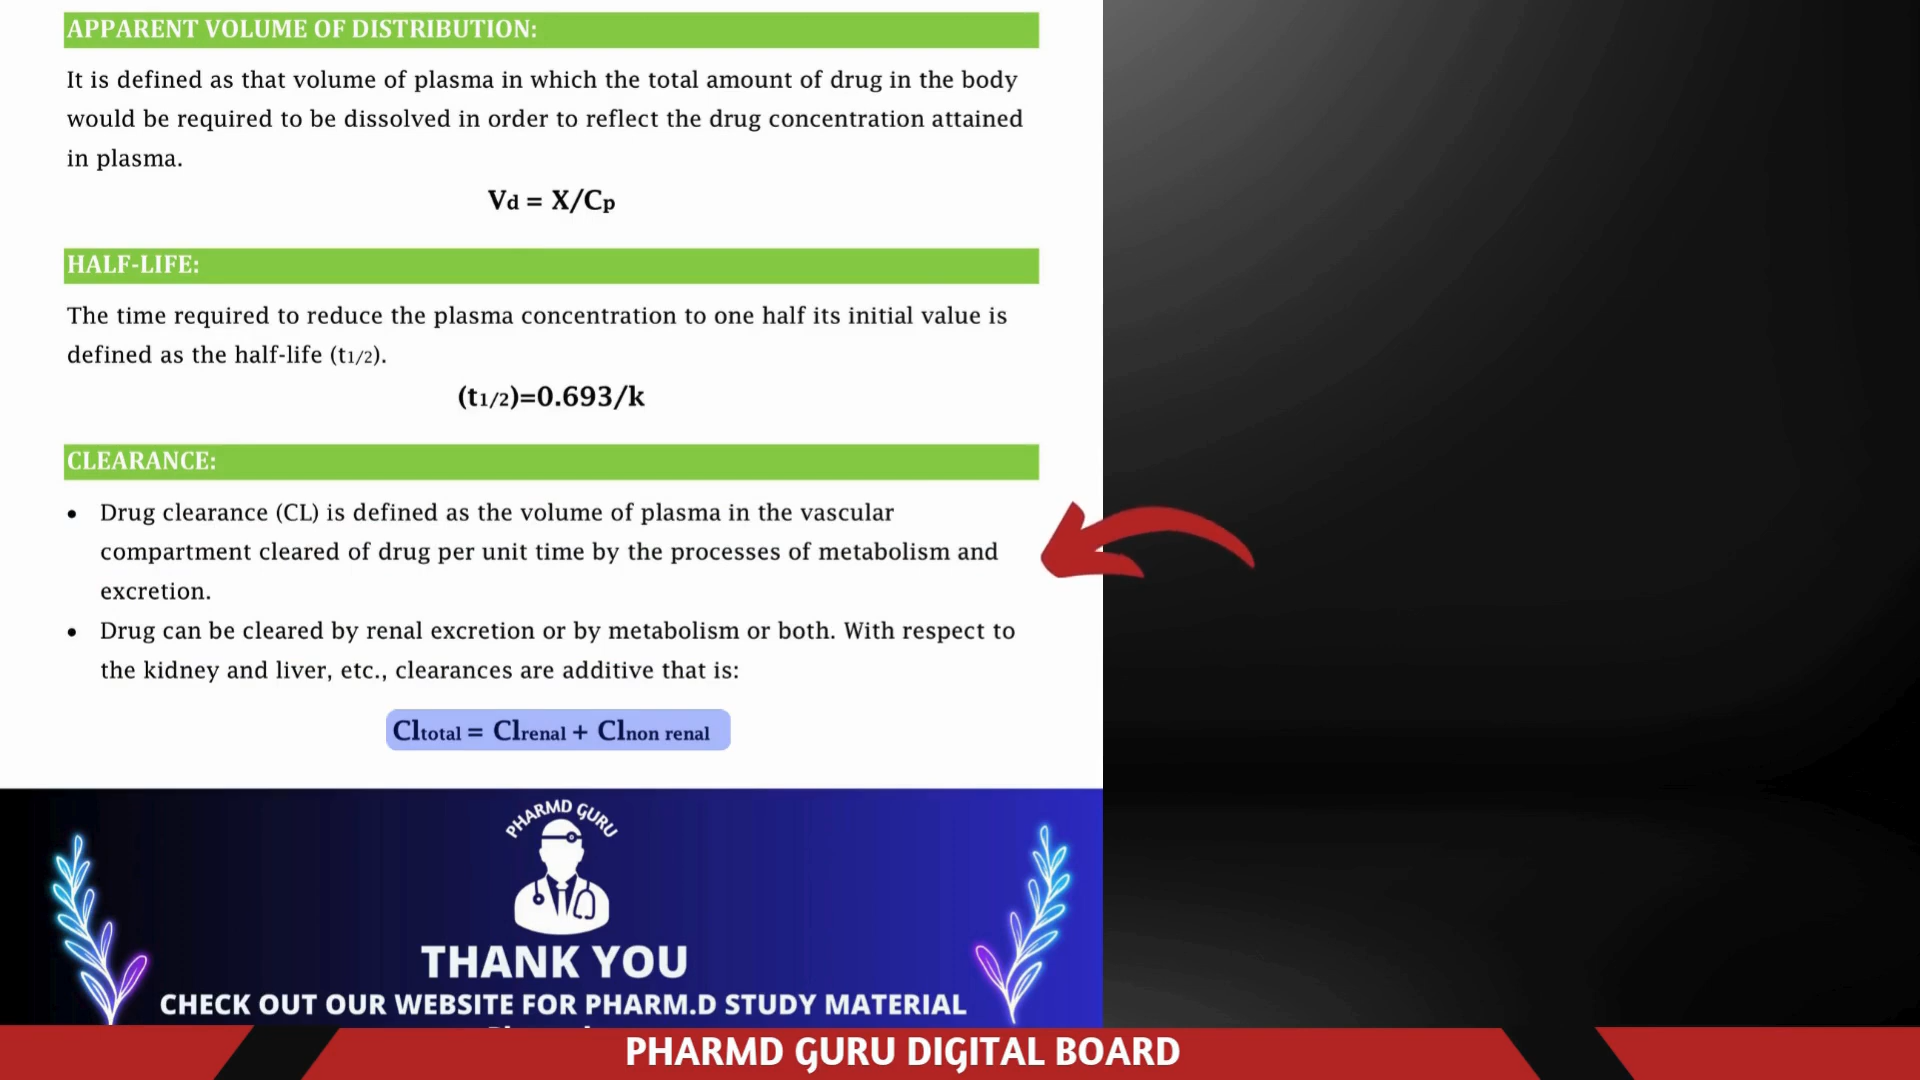 APPARENT VOLUME OF DISTRIBUTION:
It is defined as that volume of plasma in which the total amount of drug in the body
would be required to be dissolved in order to reflect the drug concentration attained
in plasma.
Vd = X/Cp
HALF-LIFE:
The time required to reduce the plasma concentration to one half its initial value is
defined as the half-life (t1/2).
(t1/2)=0.693/k
CLEARANCE:
• Drug clearance (CL) is defined as the volume of plasma in the vascular
compartment cleared of drug per unit time by the processes of metabolism and
excretion.
• Drug can be cleared by renal excretion or by metabolism or both. With respect to
the kidney and liver, etc., clearances are additive that is:
Cltotal = Clrenal + Clnon renal
PHARMD GURU
THANK YOU
CHECK OUT OUR WEBSITE FOR PHARM.D STUDY MATERIAL
PHARMD GURU DIGITAL BOARD